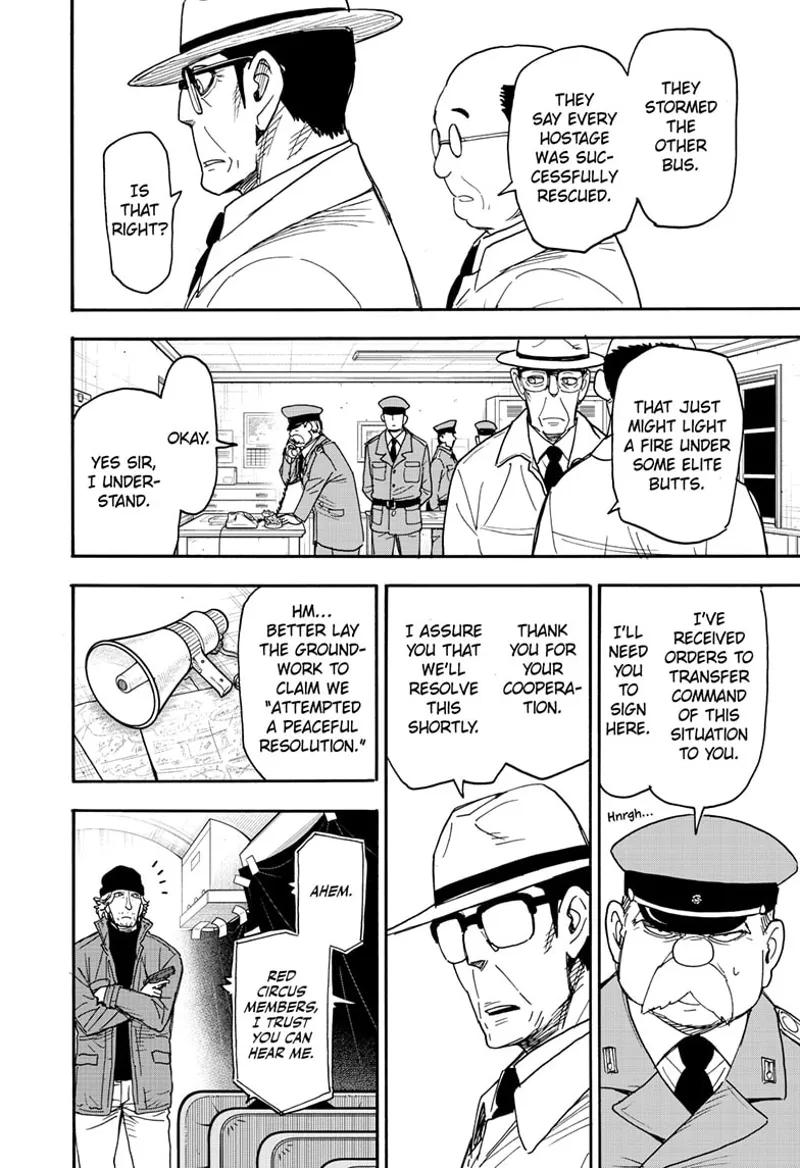 THEY
STORMED
THE
OTHER
BUS.
THEY
SAY EVERY
HOSTAGE
WAS SUC-
CESSFULLY
RESCUED.
IS
THAT
RIGHT?
THAT JUST
MIGHT LIGHT
A FIRE UNDER
SOME ELITE
BUTTS.
OKAY.
YES SIR,
I UNDER-
STAND.
I'VE
RECEIVED
ORDERS TO
TRANSFER
COMMAND
OF THIS
SITUATION
TO YOU.
I'LL
NEED
YOU
TO
SIGN
HERE.
Hnrgh...
THANK
YOU FOR
YOUR
COOPERA-
TION.
I ASSURE
YOU THAT
WE'LL
RESOLVE
THIS
SHORTLY.
HM...
BETTER LAY
THE GROUND-
WORK TO
CLAIM WE
"ATTEMPTED
A PEACEFUL
RESOLUTION."
AHEM.
RED
CIRCUS
MEMBERS,
I TRUST
YOU CAN
HEAR ME.